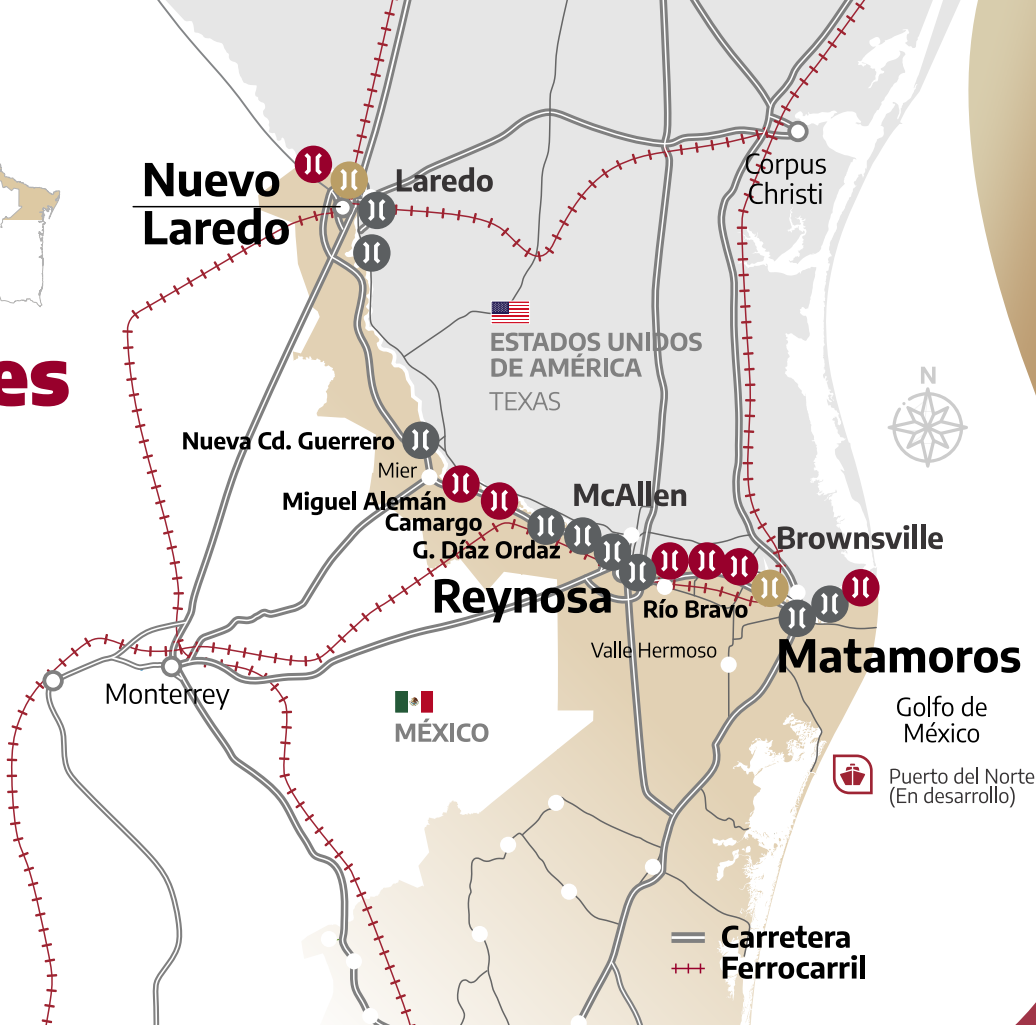 Nuevo
Laredo
Laredo
Corpus
Christi
es
ESTADOS UNIDOS
DE AMÉRICA
TEXAS
N
Nueva Cd. Guerrero
Mier
Miguel Alemán
Camargo
G. Díaz Ordaz
McAllen
Reynosa
Brownsville
Río Bravo
Valle Hermoso
Matamoros
Monterrey
MÉXICO
Golfo de
México
Puerto del Norte
(En desarrollo)
Carretera
Ferrocarril